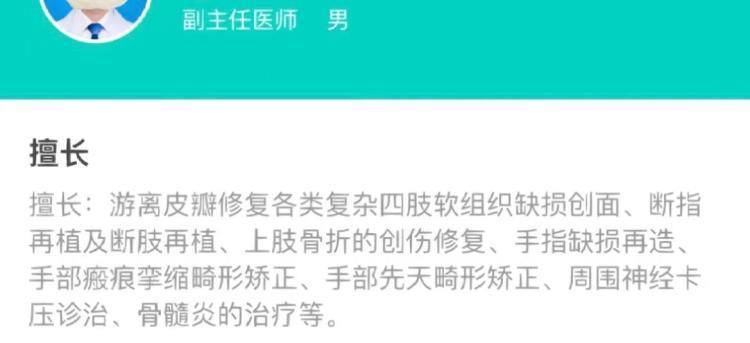 副主任医师 男
擅长
擅长：游离皮瓣修复各类复杂四肢软组织缺损创面、断指
再植及断肢再植、上肢骨折的创伤修复、手指缺损再造、
手部瘢痕挛缩畸形矫正、手部先天畸形矫正、周围神经卡
压诊治、骨髓炎的治疗等。